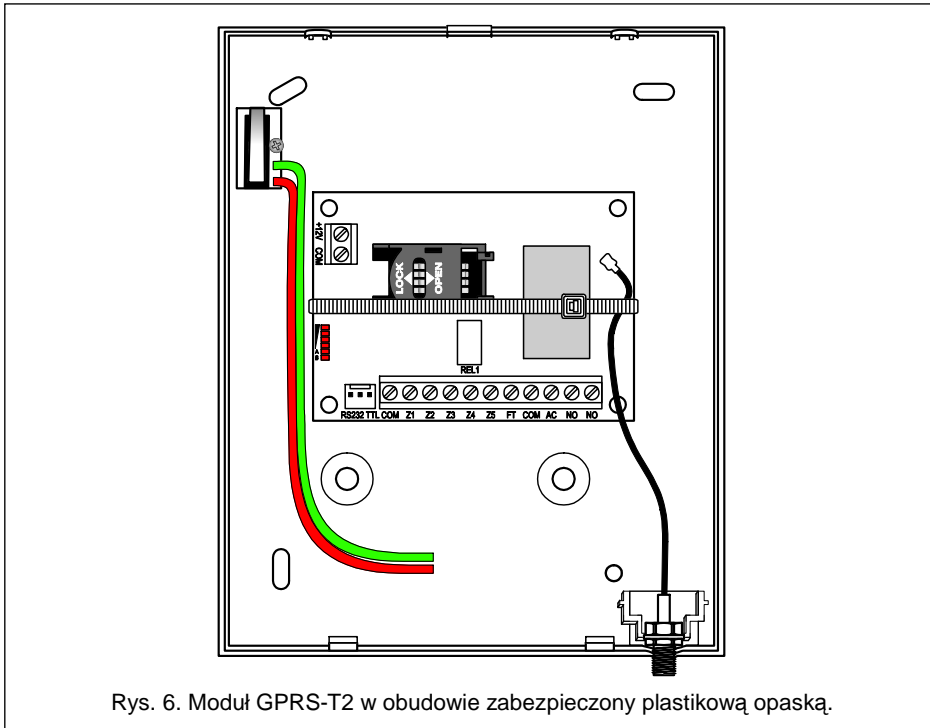 +12V
COM
LOCK
OPEN
A
B
REL1
RS232 TTL COM Z1 Z2 Z3 Z4 Z5 FT COM AC NO NO
Rys. 6. Moduł GPRS-T2 w obudowie zabezpieczony plastikową opaską.